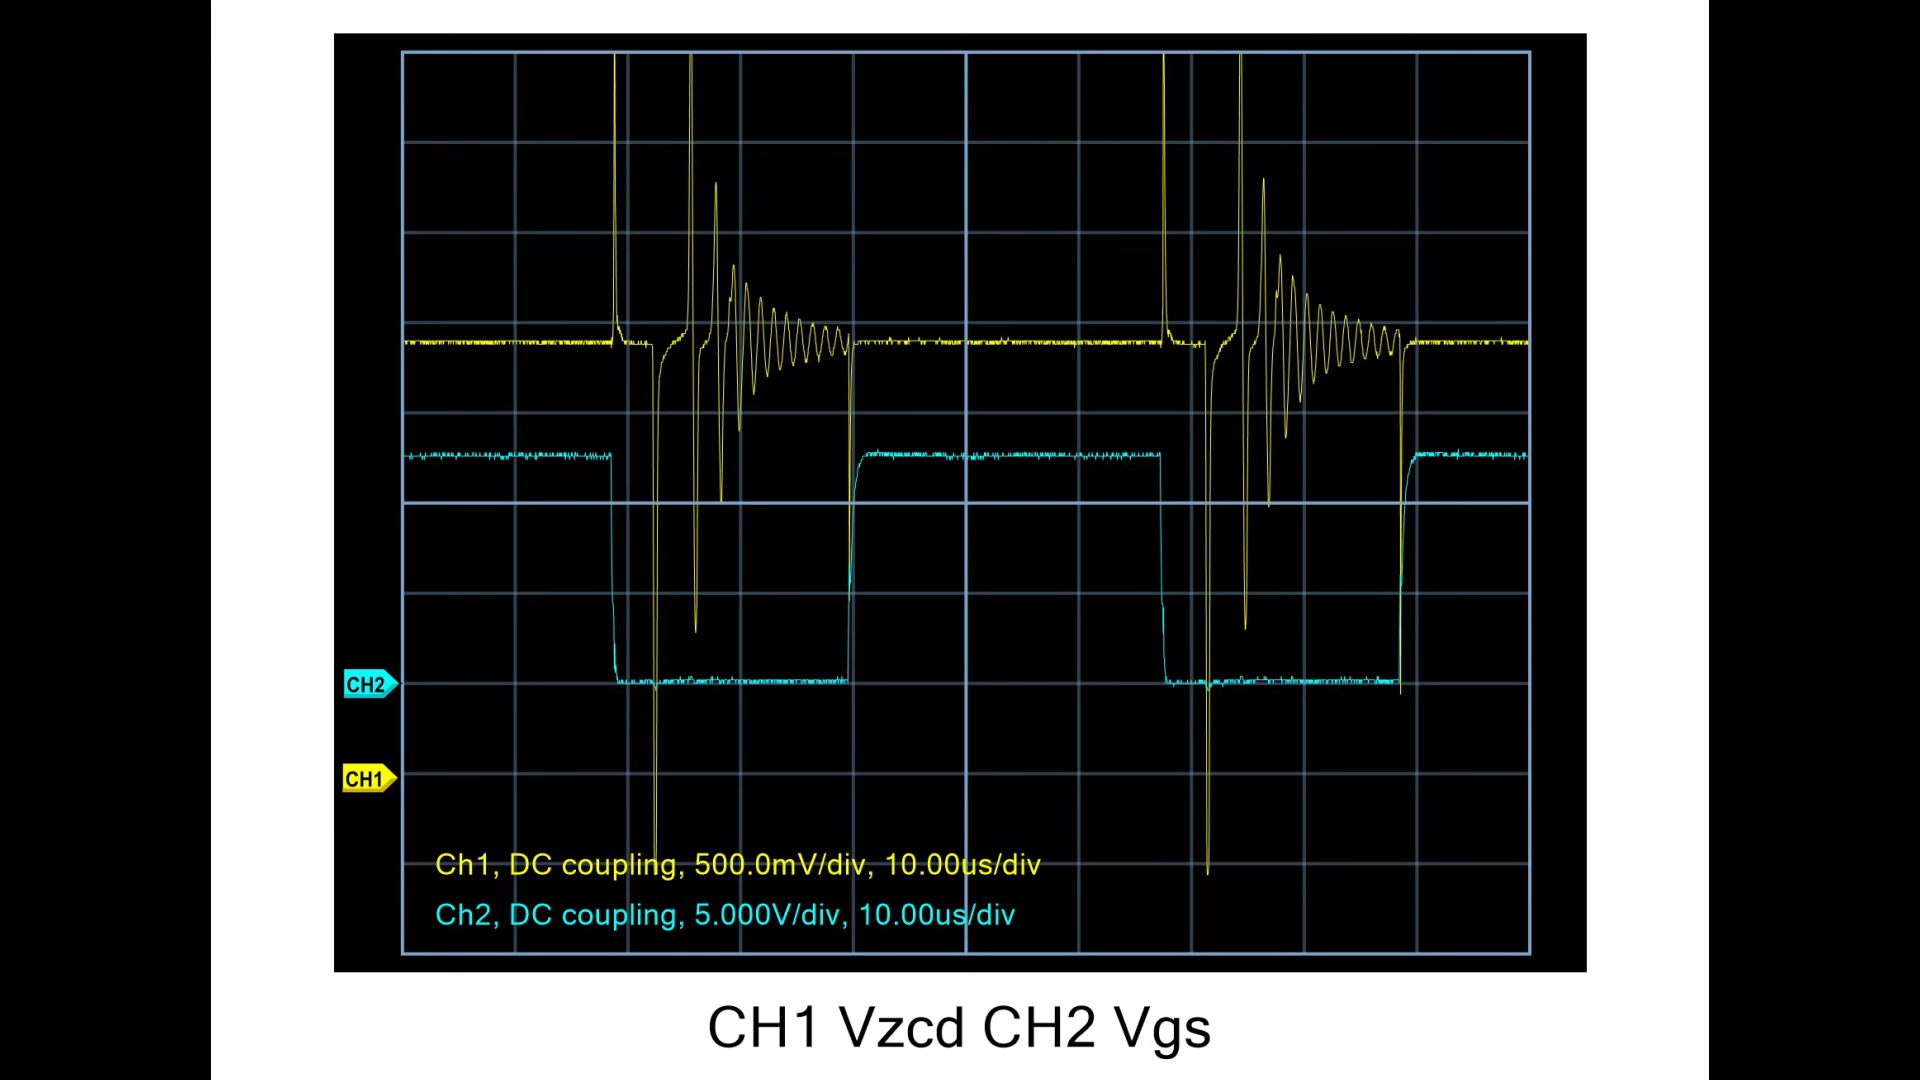 CH2
CH1
Ch1, DC coupling, 500.0mV/div, 10.00us/div
Ch2, DC coupling, 5.000V/div, 10.00us/div
CH1 Vzcd CH2 Vgs